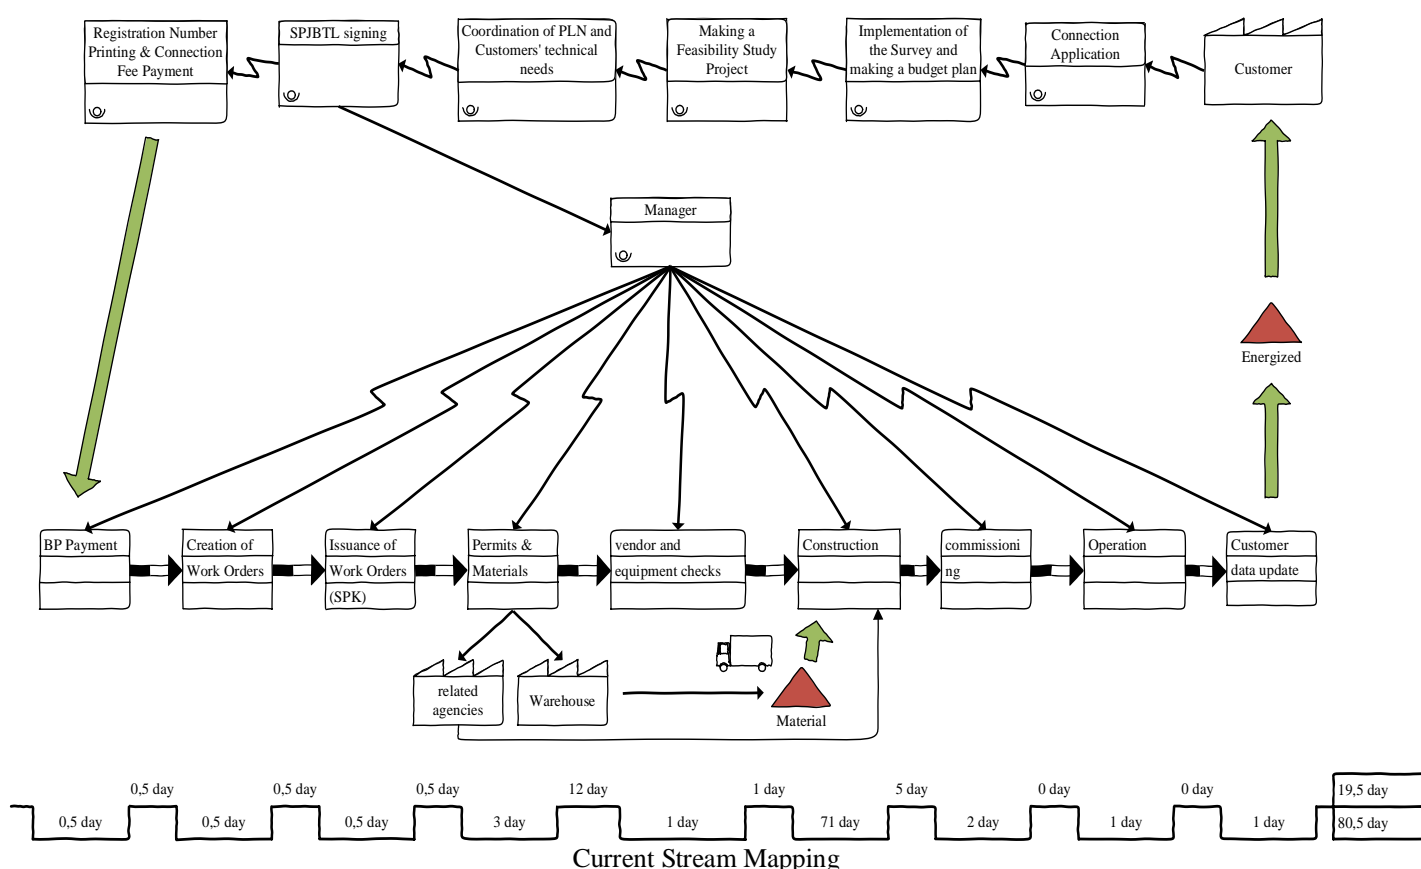 Registration Number
Printing & Connection
Fee Payment
SPJBTL signing
Coordination of PLN and
Customers' technical
needs
Making a
Feasibility Study
Project
Implementation of
the Survey and
making a budget plan
Connection
Application
Customer
Manager
Energized
BP Payment
Creation of
Work Orders
Issuance of
Work Orders
(SPK)
Permits &
Materials
vendor and
equipment checks
Construction
commissioni
ng
Operation
Customer
data update
related
agencies
Warehouse
Material
0,5 day
0,5 day
0,5 day
12 day
1 day
5 day
0 day
0 day
19,5 day
0,5 day
0,5 day
0,5 day
3 day
1 day
71 day
2 day
1 day
1 day
80,5 day
Current Stream Mapping